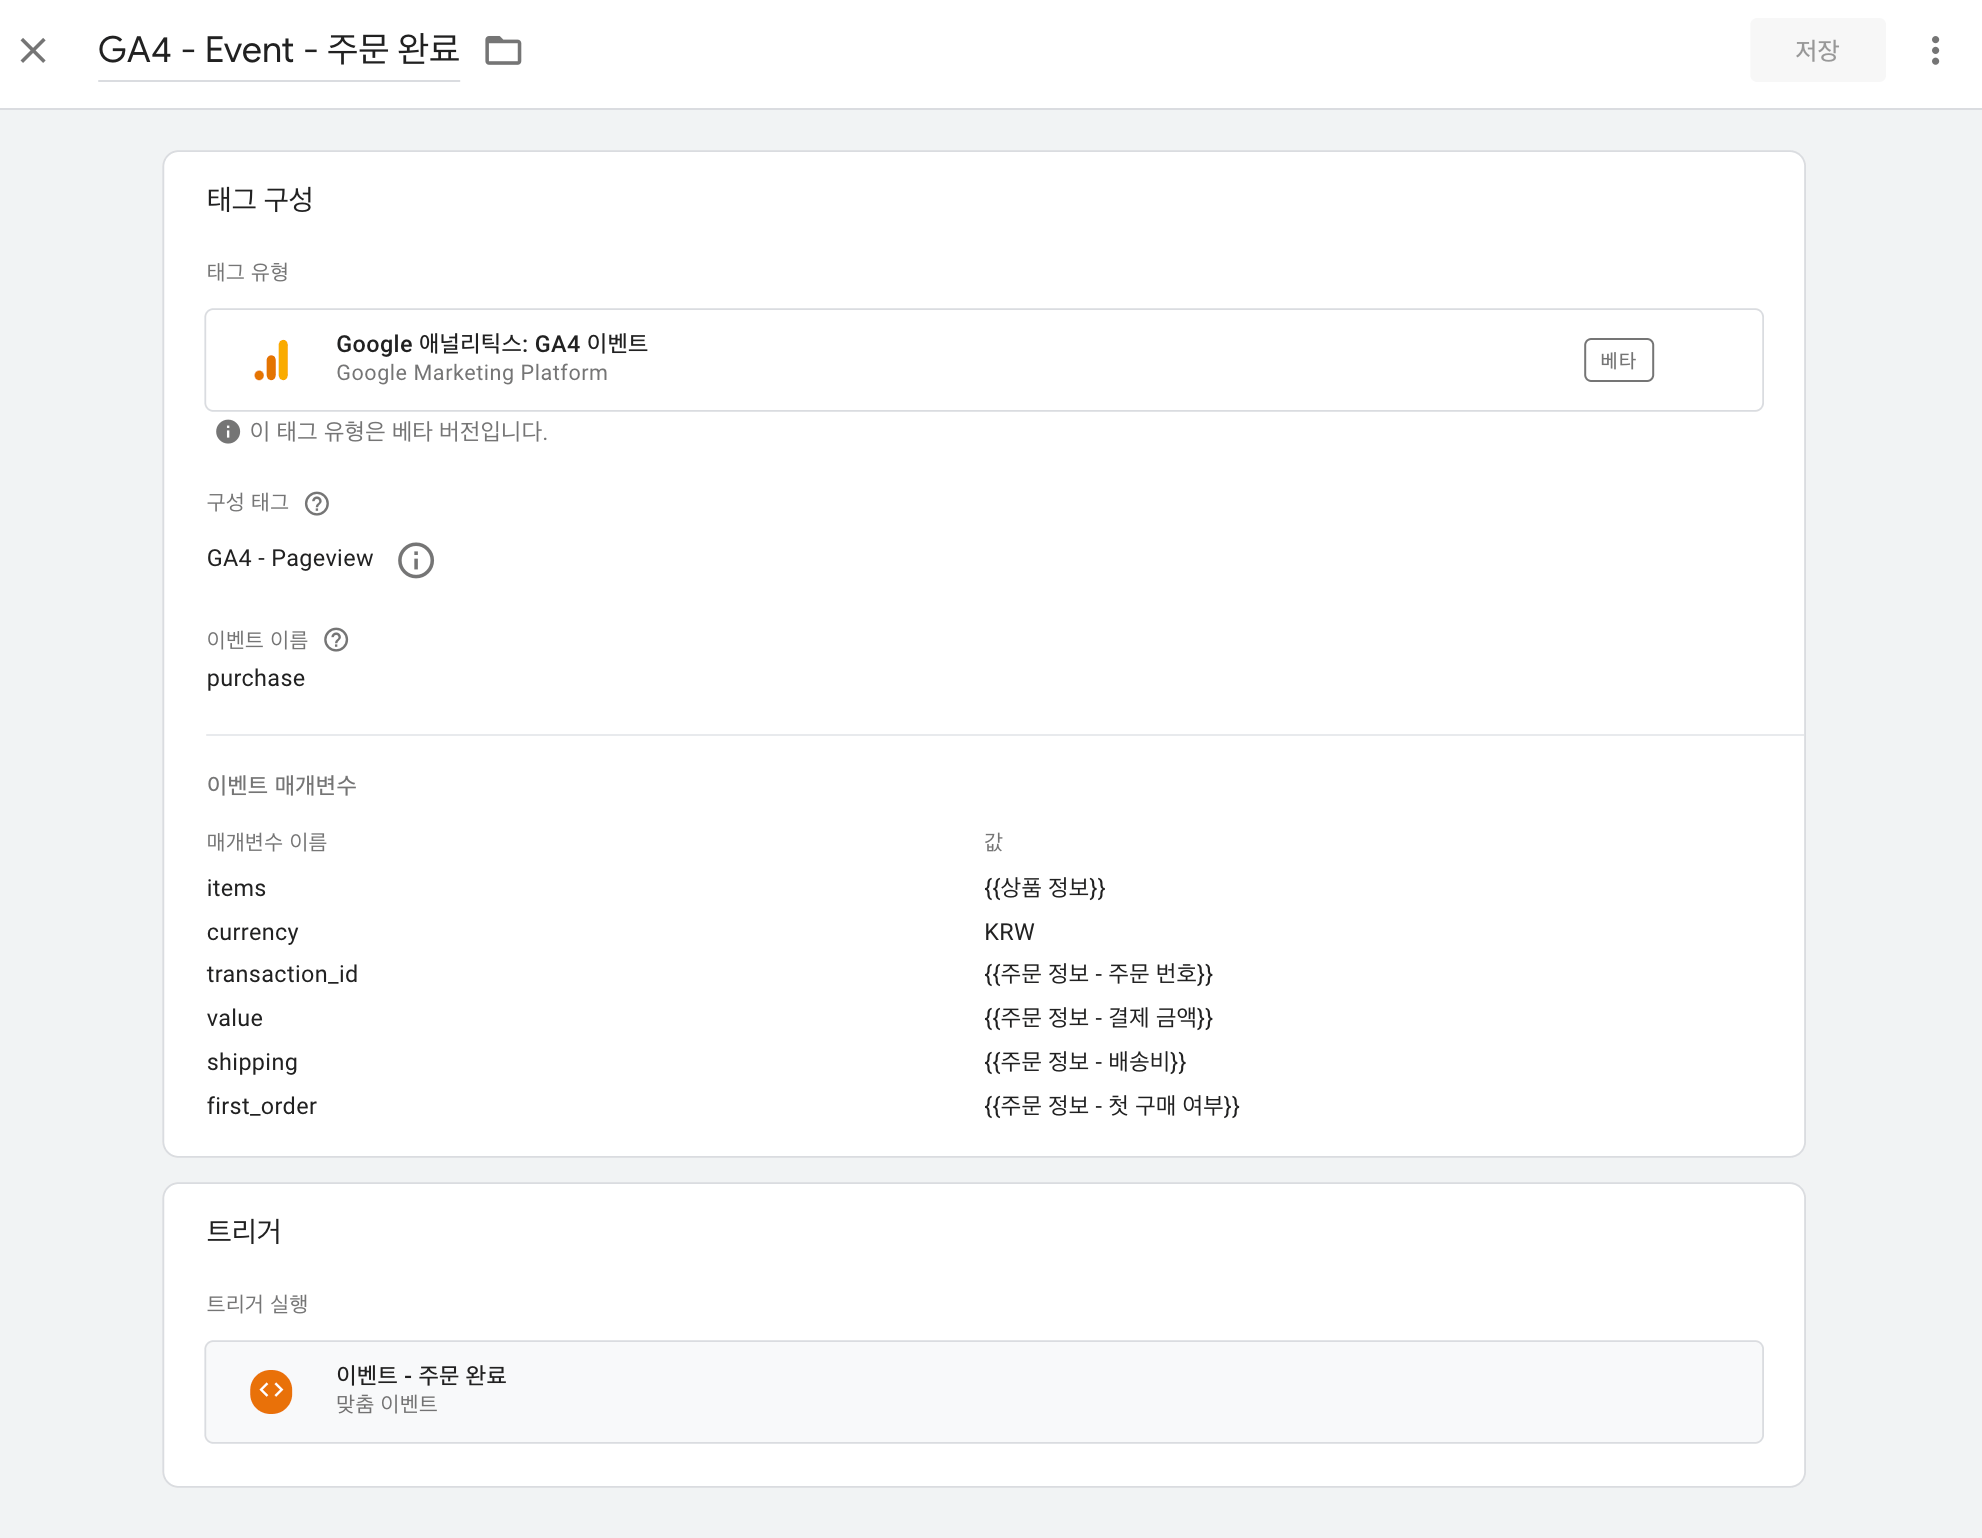 GA4 - Event - 주문 완료
저장
태그 구성
태그 유형
Google 애널리틱스: GA4 이벤트
Google Marketing Platform
베타
이 태그 유형은 베타 버전입니다.
구성 태그
GA4 - Pageview
이벤트 이름
purchase
이벤트 매개변수
매개변수 이름 값
items {{상품 정보}}
currency KRW
transaction_id {{주문 정보 - 주문 번호}}
value {{주문 정보 - 결제 금액}}
shipping {{주문 정보 - 배송비}}
first_order {{주문 정보 - 첫 구매 여부}}
트리거
트리거 실행
이벤트 - 주문 완료
맞춤 이벤트